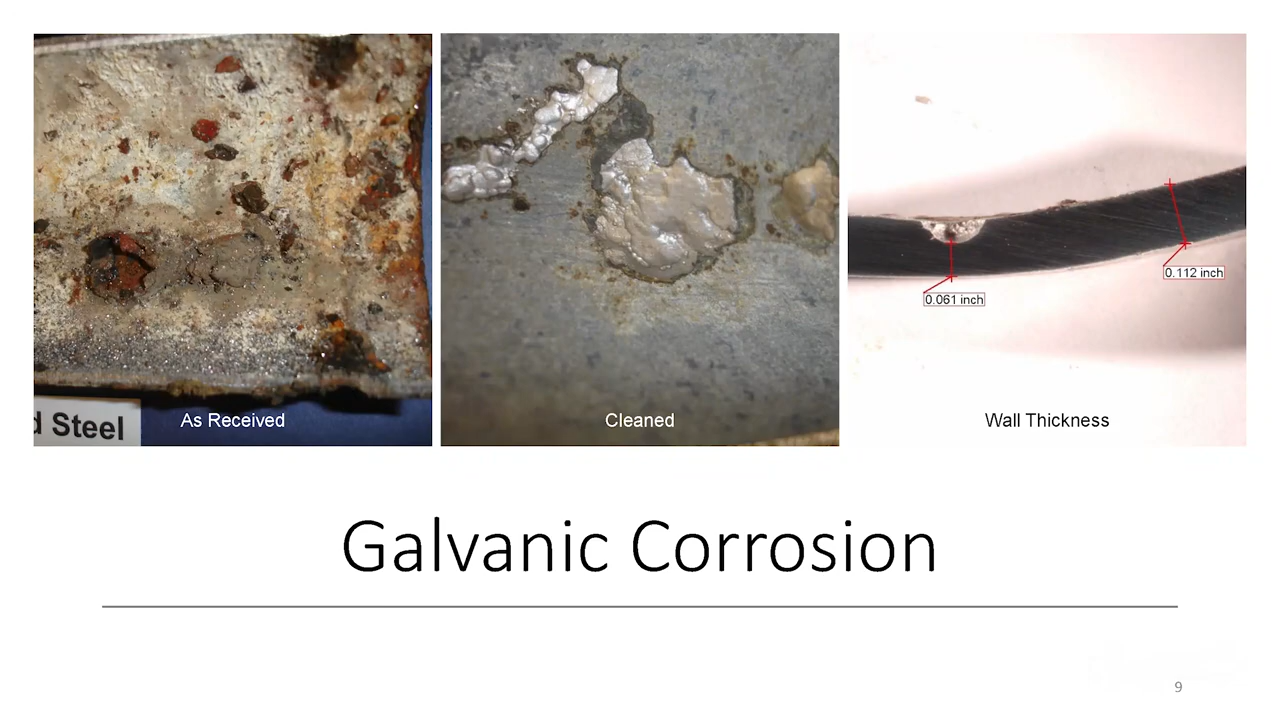 d Steel
As Received
Cleaned
0.061 inch
0.112 inch
Wall Thickness
Galvanic Corrosion
9